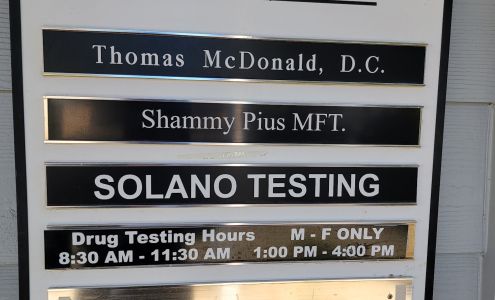 Thomas McDonald, D.C.
Shammy Pius MFT.
SOLANO TESTING
Drug Testing Hours M - F ONLY
8:30 AM - 11:30 AM 1:00 PM - 4:00 PM